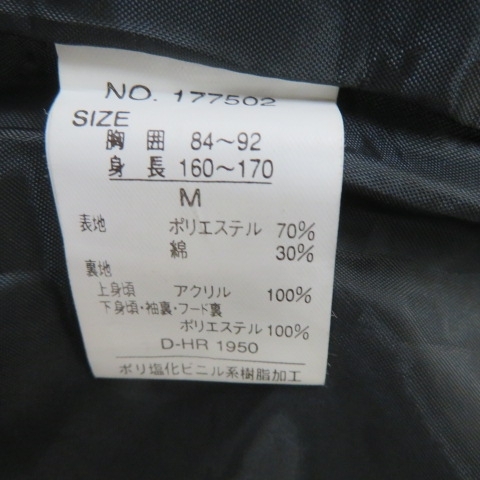 NO. 177502
SIZE
胸 囲 84～92
身 長 160～170
M
表地 ポリエステル 70%
綿 30%
裏地
上身頃 アクリル 100%
下身頃・袖裏・フード裏
ポリエステル 100%
D-HR 1950
ポリ塩化ビニル系樹脂加工